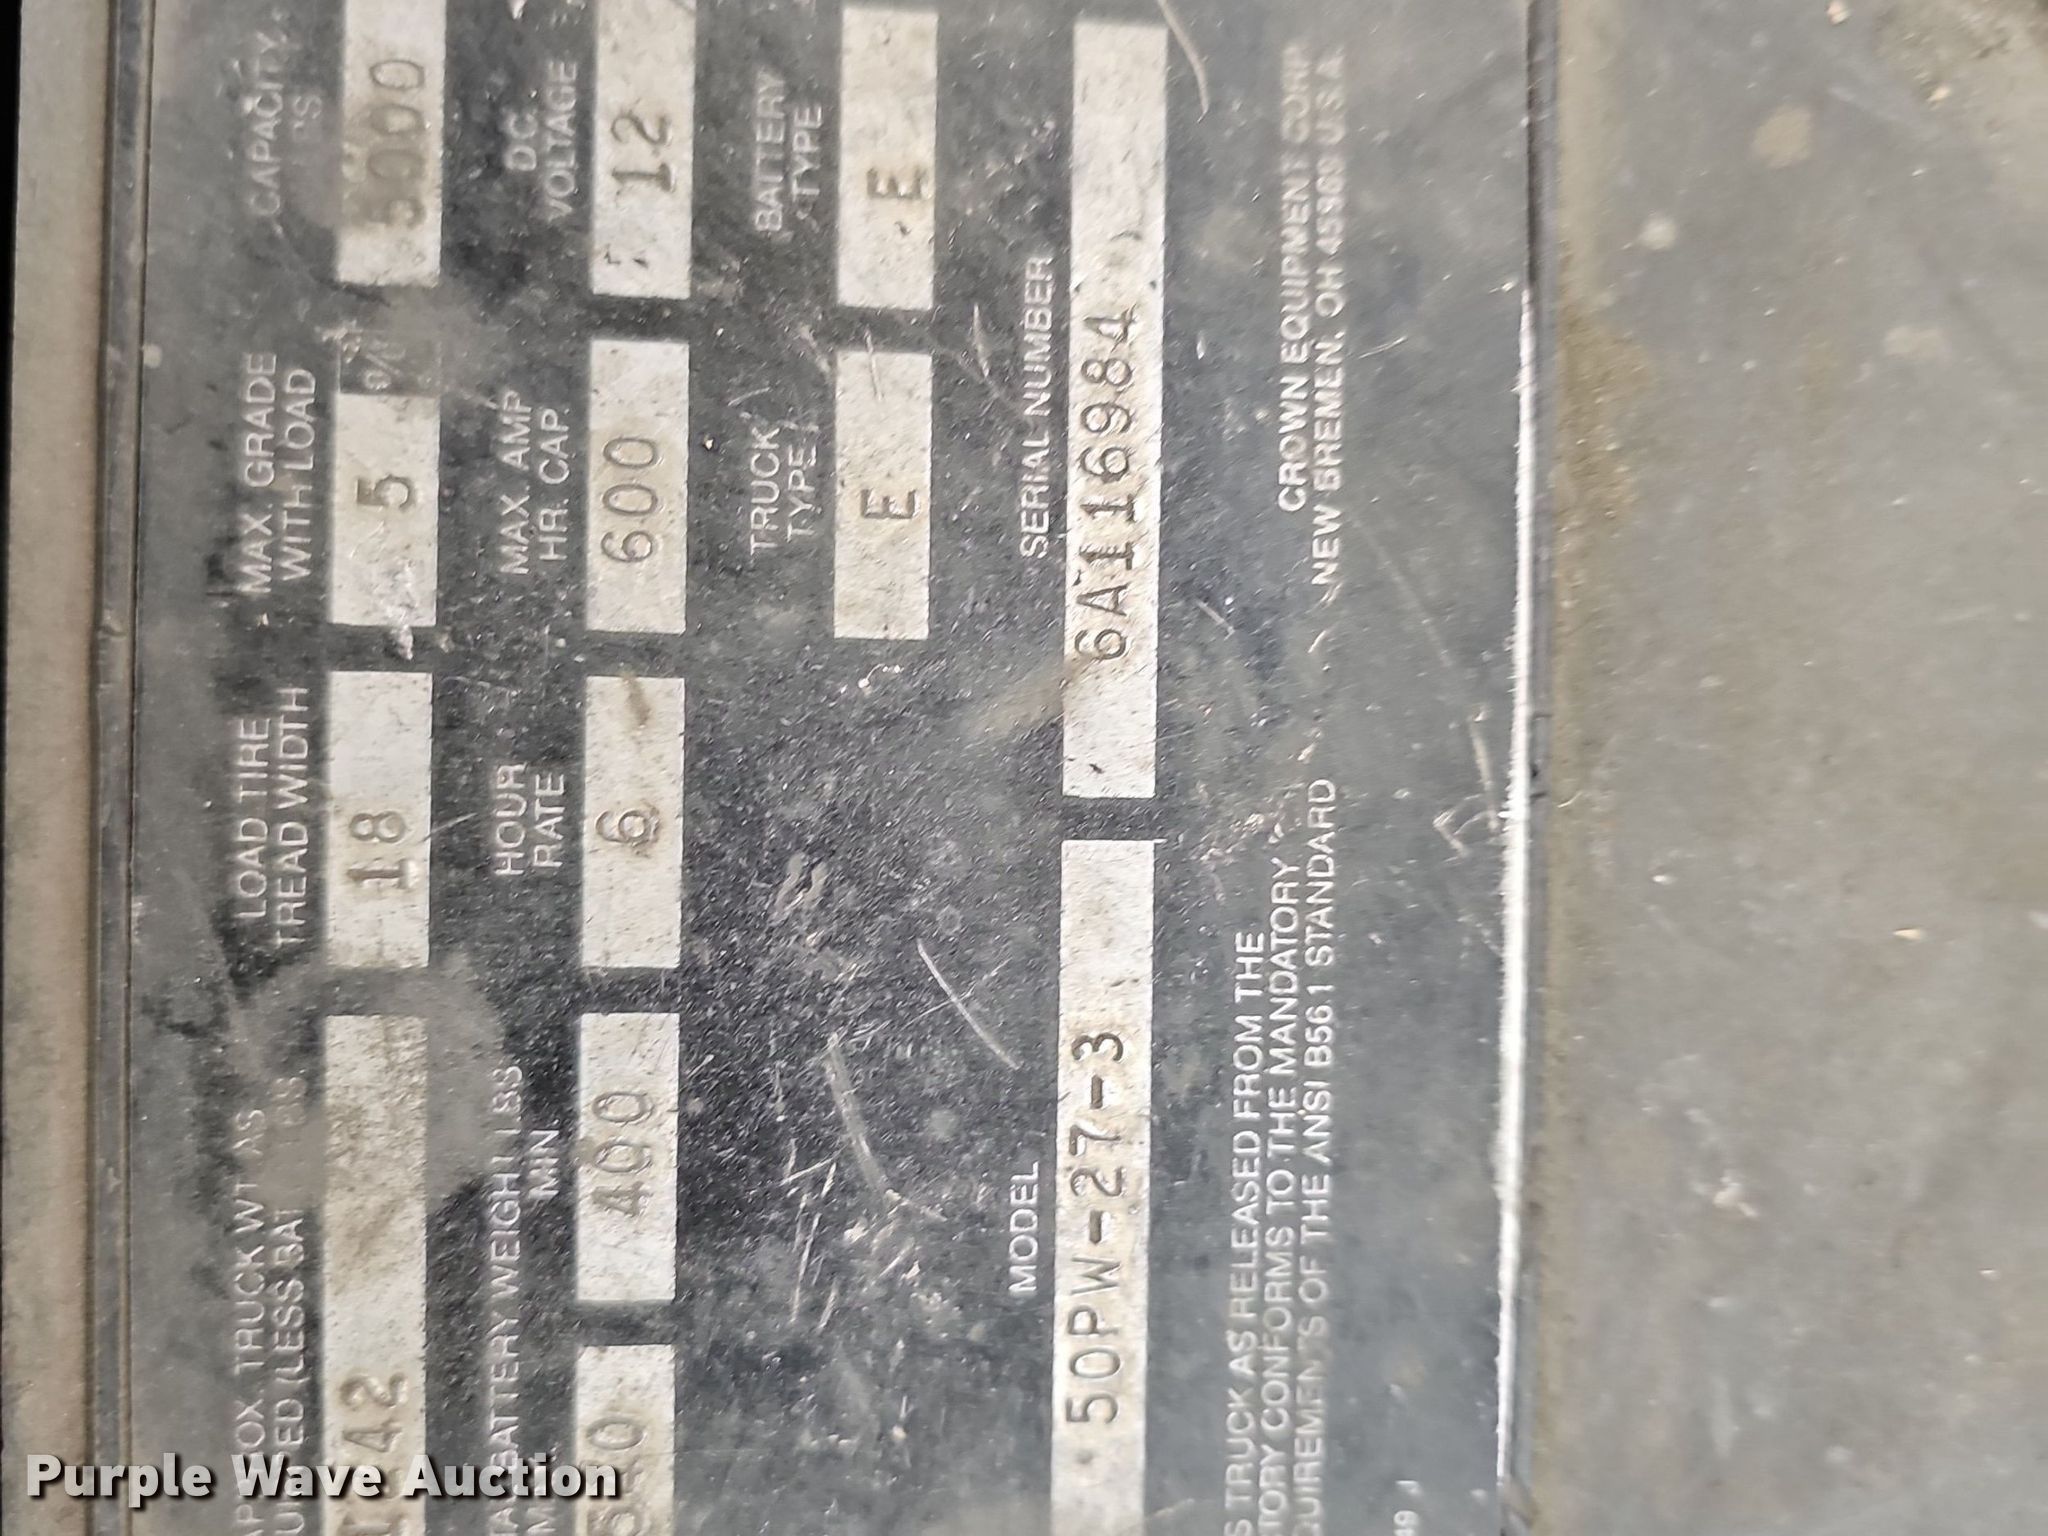 APROX. TRUCK WT AS
LOAD TIRE
TREAD WIDTH
MAX. GRADE
WITH LOAD
CAPACITY
42
18
5
%
5000
BATTERY WEIGHT LBS
MIN.
HOUR
RATE
MAX. AMP
HR. CAP.
D.C.
VOLTAGE
400
6
600
12
TRUCK
TYPE
BATTERY
TYPE
E
E
MODEL
SERIAL NUMBER
50PW-27-3
6A116984
TRUCK AS RELEASED FROM THE
CONFORMS TO THE MANDATORY
OF THE ANSI B56.1 STANDARD
CROWN EQUIPMENT CORP
NEW BREMEN, OH 45869 U.S.A.
Purple Wave Auction